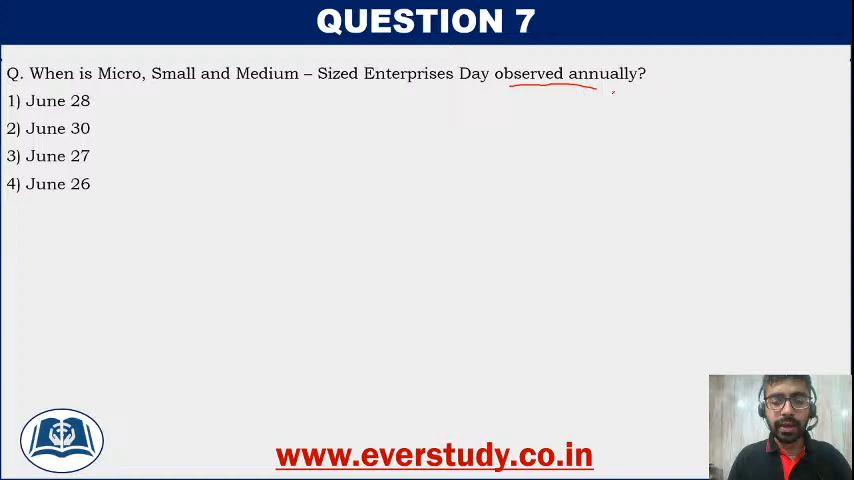 QUESTION 7
Q. When is Micro, Small and Medium – Sized Enterprises Day observed annually?
1) June 28
2) June 30
3) June 27
4) June 26
www.everstudy.co.in